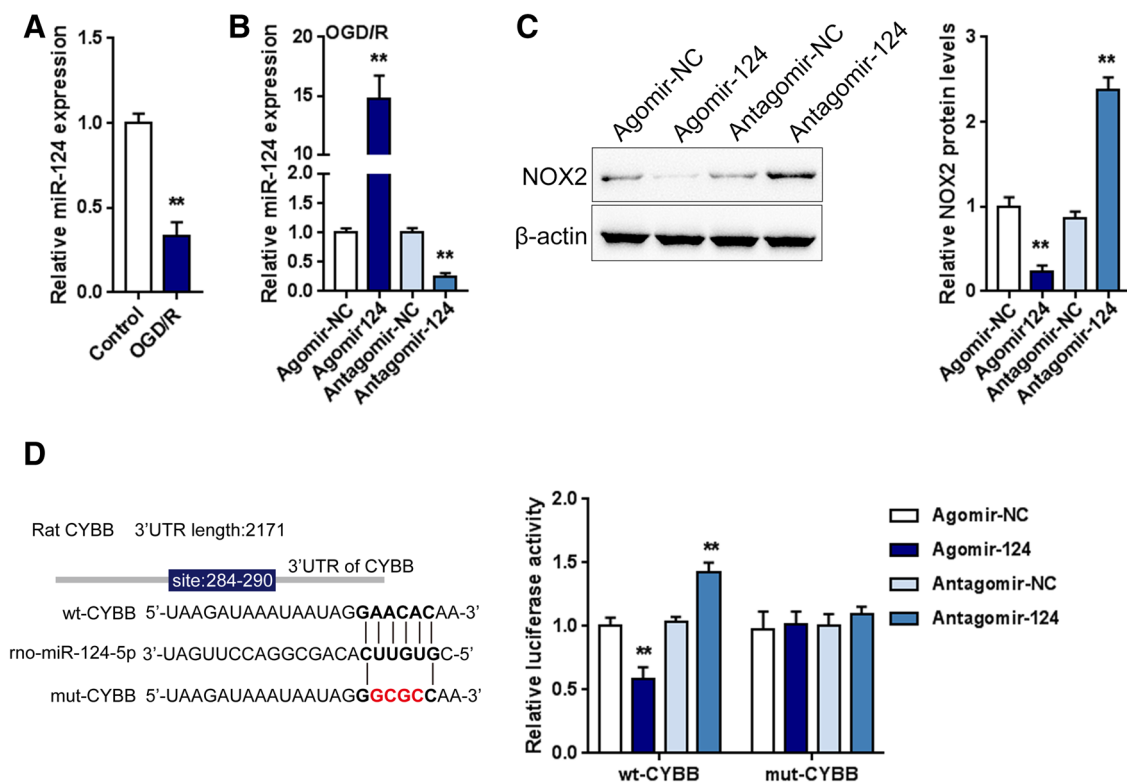 A
Relative miR-124 expression
1.5
1.0
0.5
0.0
**
Control
OGD/R
B
OGD/R
Relative miR-124 expression
20
15
10
2.0
1.5
1.0
0.5
0.0
**
**
Agomir-NC
Agomir124
Antagomir-NC
Antagomir-124
C
Agomir-NC
Agomir-124
Antagomir-NC
Antagomir-124
NOX2
β-actin
Relative NOX2 protein levels
3
2
1
0
**
**
Agomir-NC
Agomir124
Antagomir-NC
Antagomir-124
D
Rat CYBB 3'UTR length:2171
3'UTR of CYBB
site:284-290
wt-CYBB 5'-UAAGAUAAAUAAUAGGAACACAA-3'
rno-miR-124-5p 3'-UAGUUCCAGGCGACACUUGUGC-5'
mut-CYBB 5'-UAAGAUAAAUAAUAGGGCGCCAA-3'
Relative luciferase activity
2.0
1.5
1.0
0.5
0.0
**
**
wt-CYBB
mut-CYBB
Agomir-NC
Agomir-124
Antagomir-NC
Antagomir-124